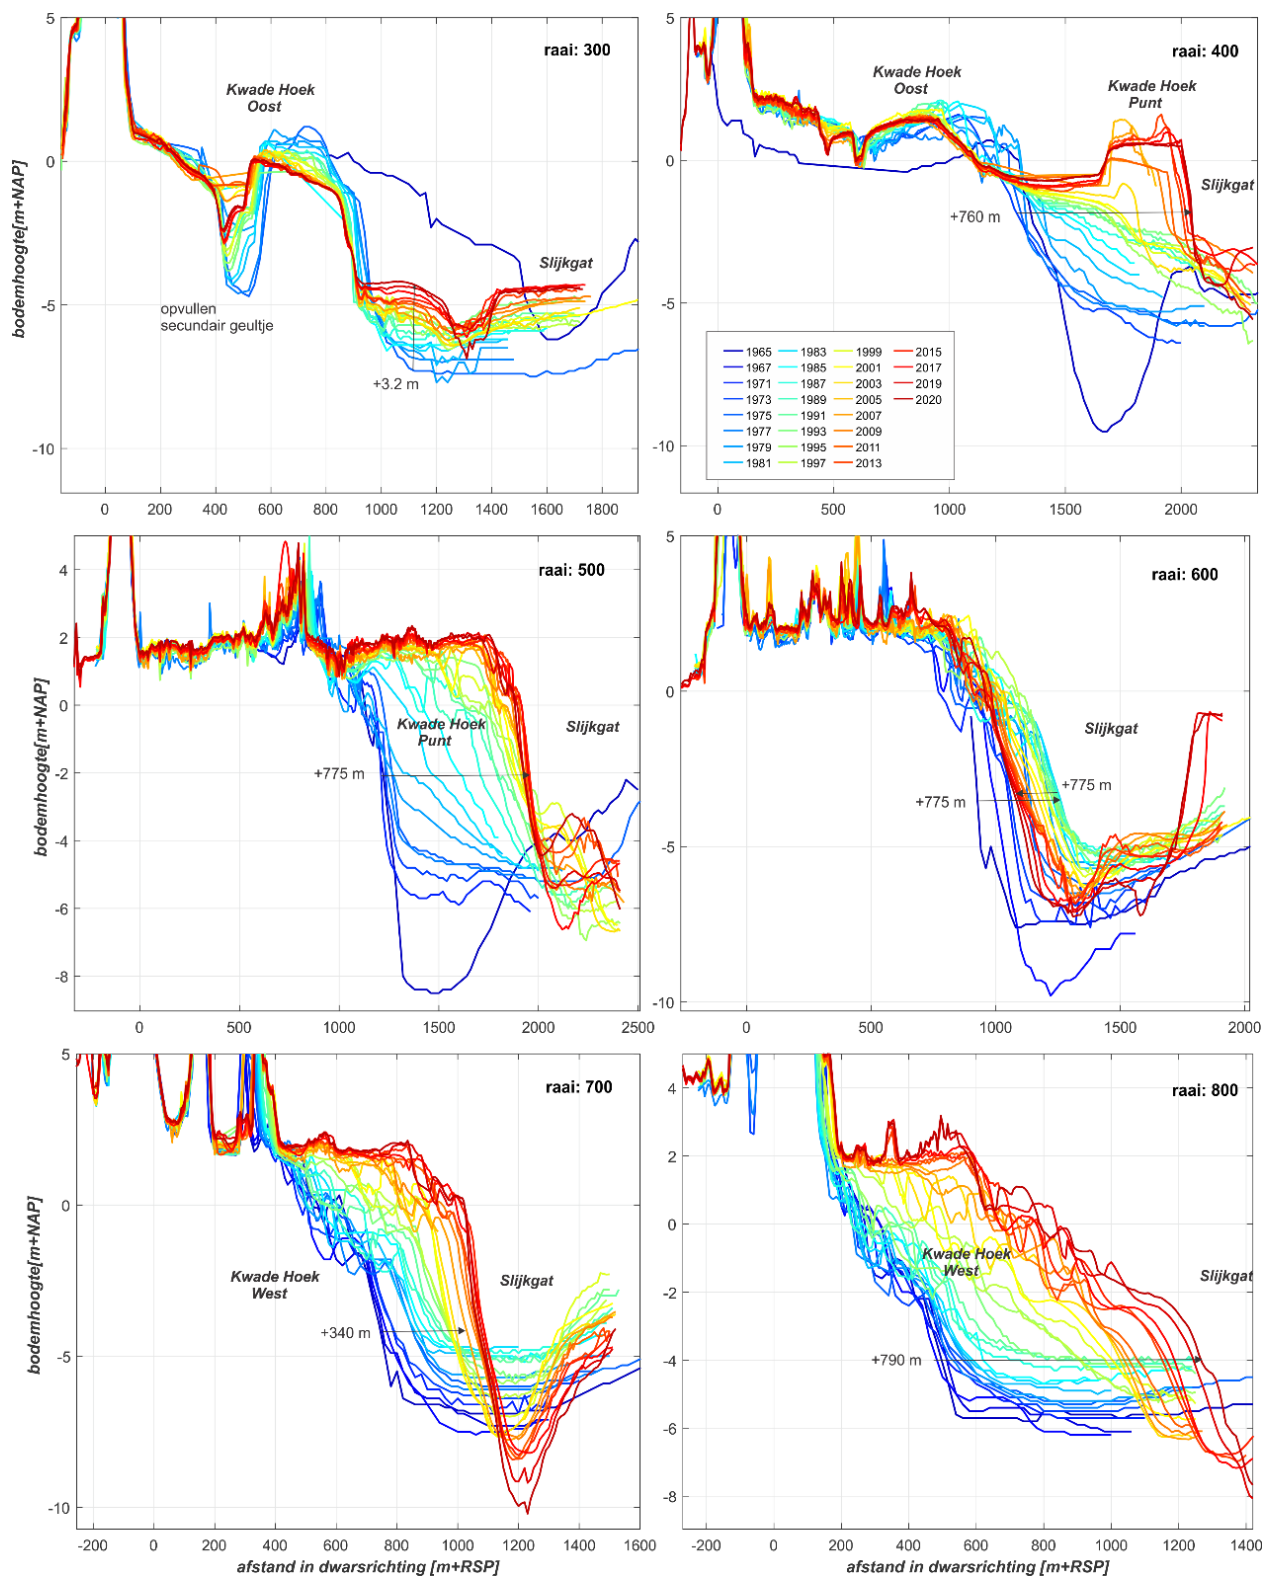 raai: 300
Kwade Hoek
Oost
opvullen
secundair geultje
+3.2 m
Slijkgat
bodemhoogte[m+NAP]
5
0
-5
-10
0
200
400
600
800
1000
1200
1400
1600
1800
raai: 400
Kwade Hoek
Oost
Kwade Hoek
Punt
Slijkgat
+760 m
5
0
-5
-10
0
500
1000
1500
2000
1965
1967
1971
1973
1975
1977
1979
1981
1983
1985
1987
1989
1991
1993
1995
1997
1999
2001
2003
2005
2007
2009
2011
2013
2015
2017
2019
2020
raai: 500
Kwade Hoek
Punt
Slijkgat
+775 m
bodemhoogte[m+NAP]
4
2
0
-2
-4
-6
-8
0
500
1000
1500
2000
2500
raai: 600
Slijkgat
+775 m
+775 m
5
0
-5
-10
0
500
1000
1500
2000
raai: 700
Kwade Hoek
West
Slijkgat
+340 m
bodemhoogte[m+NAP]
5
0
-5
-10
-200
0
200
400
600
800
1000
1200
1400
1600
afstand in dwarsrichting [m+RSP]
raai: 800
Kwade Hoek
West
Slijkgat
+790 m
4
2
0
-2
-4
-6
-8
-200
0
200
400
600
800
1000
1200
1400
afstand in dwarsrichting [m+RSP]